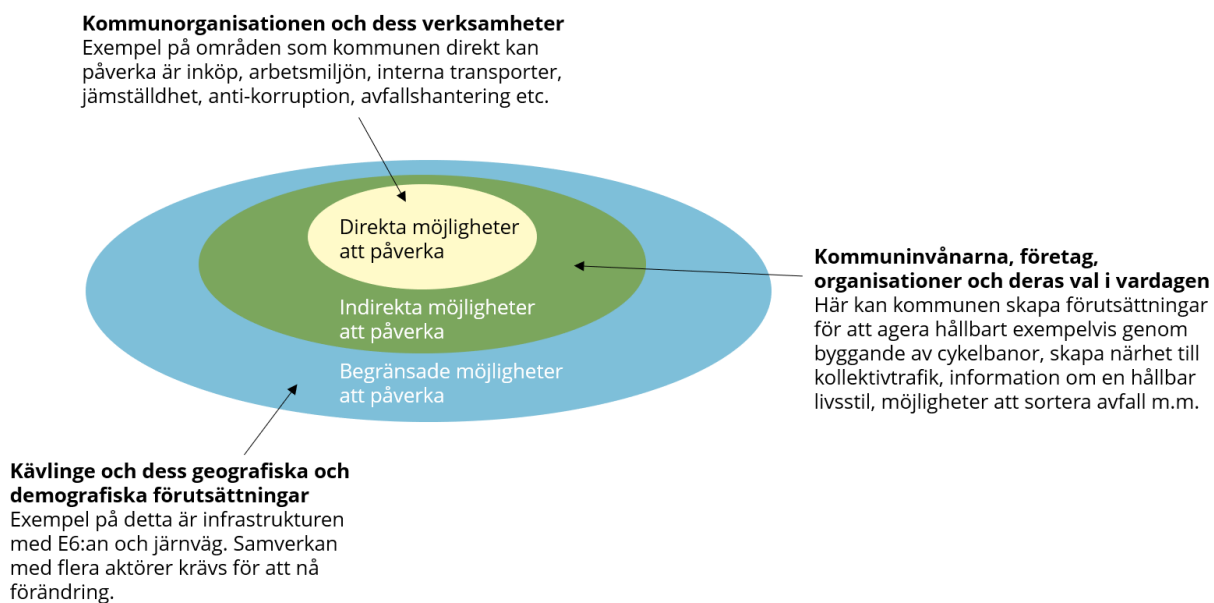 Kommunorganisationen och dess verksamheter
Exempel på områden som kommunen direkt kan
påverka är inköp, arbetsmiljön, interna transporter,
jämställdhet, anti-korruption, avfallshantering etc.
Direkta möjligheter
att påverka
Indirekta möjligheter
att påverka
Begränsade möjligheter
att påverka
Kommuninvånarna, företag,
organisationer och deras val i vardagen
Här kan kommunen skapa förutsättningar
för att agera hållbart exempelvis genom
byggande av cykelbanor, skapa närhet till
kollektivtrafik, information om en hållbar
livsstil, möjligheter att sortera avfall m.m.
Kävlinge och dess geografiska och
demografiska förutsättningar
Exempel på detta är infrastrukturen
med E6:an och järnväg. Samverkan
med flera aktörer krävs för att nå
förändring.